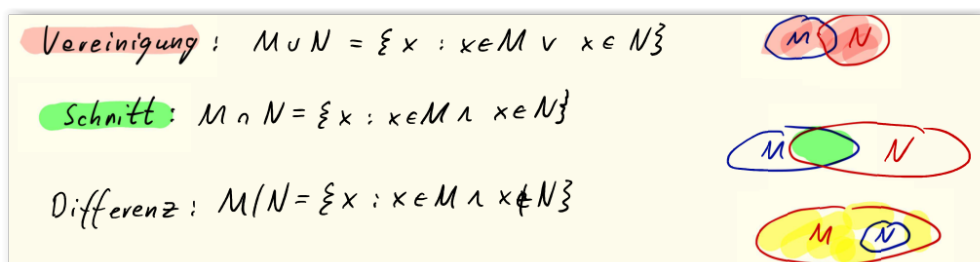 Vereinigung : M ∪ N = { x : x ∈ M ∨ x ∈ N}
M N
Schnitt : M ∩ N = { x : x ∈ M ∧ x ∈ N}
M N
Differenz : M/N = { x : x ∈ M ∧ x ∉ N}
M N